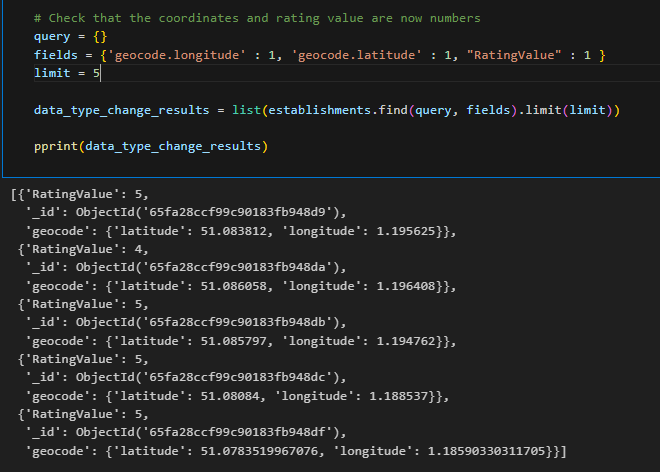 # Check that the coordinates and rating value are now numbers
query = {}
fields = {'geocode.longitude' : 1, 'geocode.latitude' : 1, "RatingValue" : 1 }
limit = 5
data_type_change_results = list(establishments.find(query, fields).limit(limit))
pprint(data_type_change_results)
[{'RatingValue': 5,
'_id': ObjectId('65fa28ccf99c90183fb948d9'),
'geocode': {'latitude': 51.083812, 'longitude': 1.195625}},
{'RatingValue': 4,
'_id': ObjectId('65fa28ccf99c90183fb948da'),
'geocode': {'latitude': 51.086058, 'longitude': 1.196408}},
{'RatingValue': 5,
'_id': ObjectId('65fa28ccf99c90183fb948db'),
'geocode': {'latitude': 51.085797, 'longitude': 1.194762}},
{'RatingValue': 5,
'_id': ObjectId('65fa28ccf99c90183fb948dc'),
'geocode': {'latitude': 51.08084, 'longitude': 1.188537}},
{'RatingValue': 5,
'_id': ObjectId('65fa28ccf99c90183fb948df'),
'geocode': {'latitude': 51.0783519967076, 'longitude': 1.18590330311705}}]